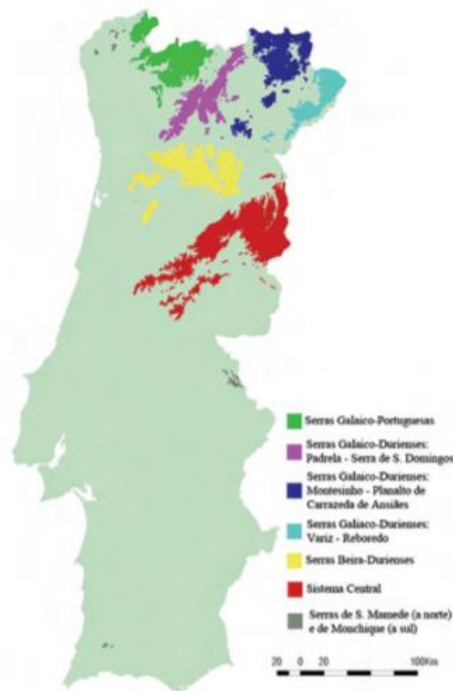 Serras Galaico-Portuguesas
Serras Galaico-Durienses:
Padrela - Serra de S. Domingos
Serras Galaico-Durienses:
Montesinho - Planalto de
Carrazeda de Ansiães
Serras Galiaco-Durienses:
Variz - Reboredo
Serras Beira-Durienses
Sistema Central
Serras de S. Mamede (a norte)
e de Monchique (a sul)
20 0 20 100Km